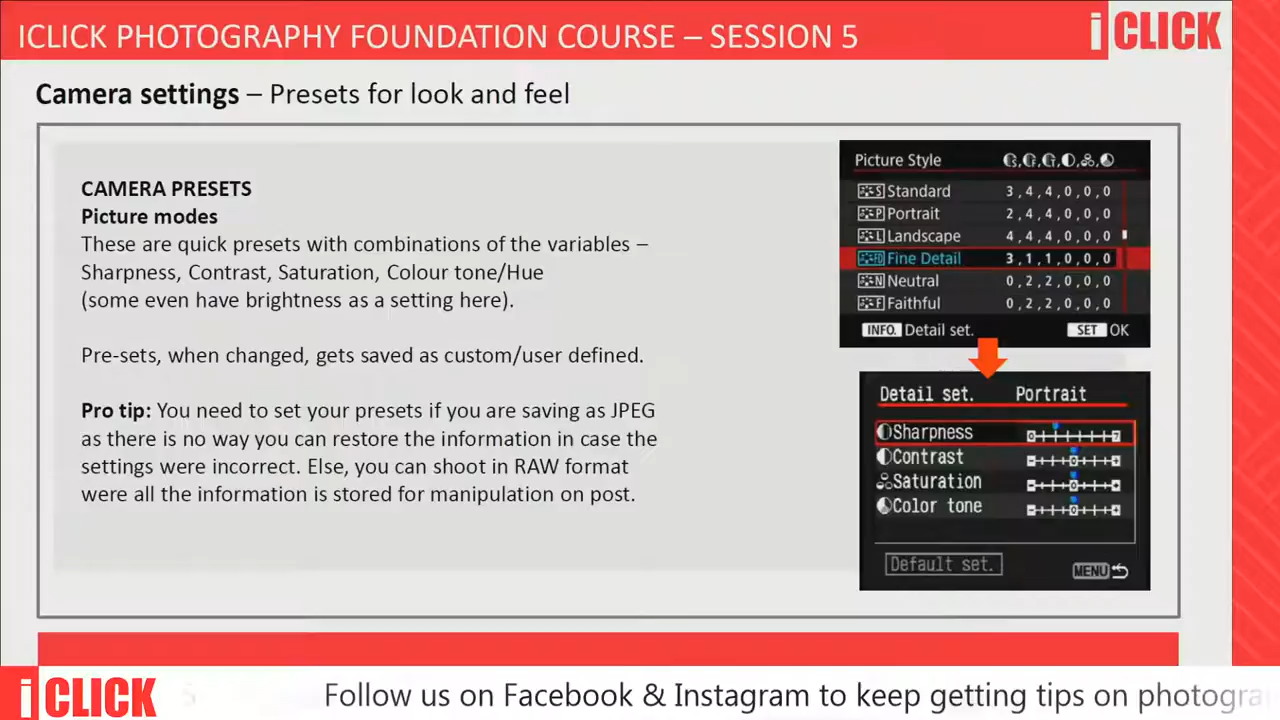 ICLICK PHOTOGRAPHY FOUNDATION COURSE – SESSION 5
iCLICK
Camera settings – Presets for look and feel
CAMERA PRESETS
Picture modes
These are quick presets with combinations of the variables –
Sharpness, Contrast, Saturation, Colour tone/Hue
(some even have brightness as a setting here).
Pre-sets, when changed, gets saved as custom/user defined.
Pro tip: You need to set your presets if you are saving as JPEG
as there is no way you can restore the information in case the
settings were incorrect. Else, you can shoot in RAW format
were all the information is stored for manipulation on post.
Picture Style
Standard 3,4,4,0,0,0
Portrait 2,4,4,0,0,0
Landscape 4,4,4,0,0,0
Fine Detail 3,1,1,0,0,0
Neutral 0,2,2,0,0,0
Faithful 0,2,2,0,0,0
INFO. Detail set. SET OK
Detail set. Portrait
Sharpness 0 7
Contrast 0
Saturation 0
Color tone 0
Default set. MENU
iCLICK
Follow us on Facebook & Instagram to keep getting tips on photogra